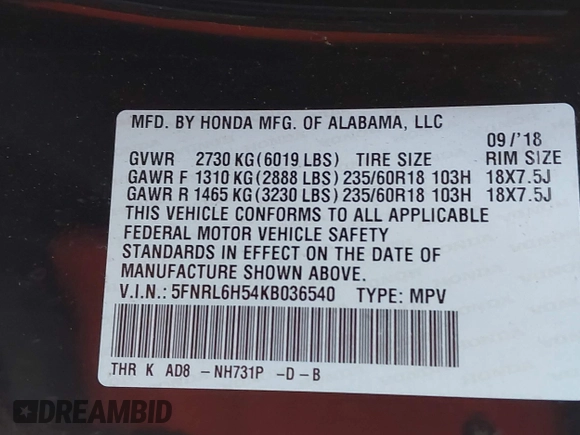 MFD. BY HONDA MFG. OF ALABAMA, LLC
09/'18
GVWR 2730 KG(6019 LBS) TIRE SIZE RIM SIZE
GAWR F 1310 KG(2888 LBS) 235/60R18 103H 18X7.5J
GAWR R 1465 KG(3230 LBS) 235/60R18 103H 18X7.5J
THIS VEHICLE CONFORMS TO ALL APPLICABLE
FEDERAL MOTOR VEHICLE SAFETY
STANDARDS IN EFFECT ON THE DATE OF
MANUFACTURE SHOWN ABOVE.
V.I.N.: 5FNRL6H54KB036540 TYPE: MPV
THR K AD8 -NH731P -D-B
DREAMBID